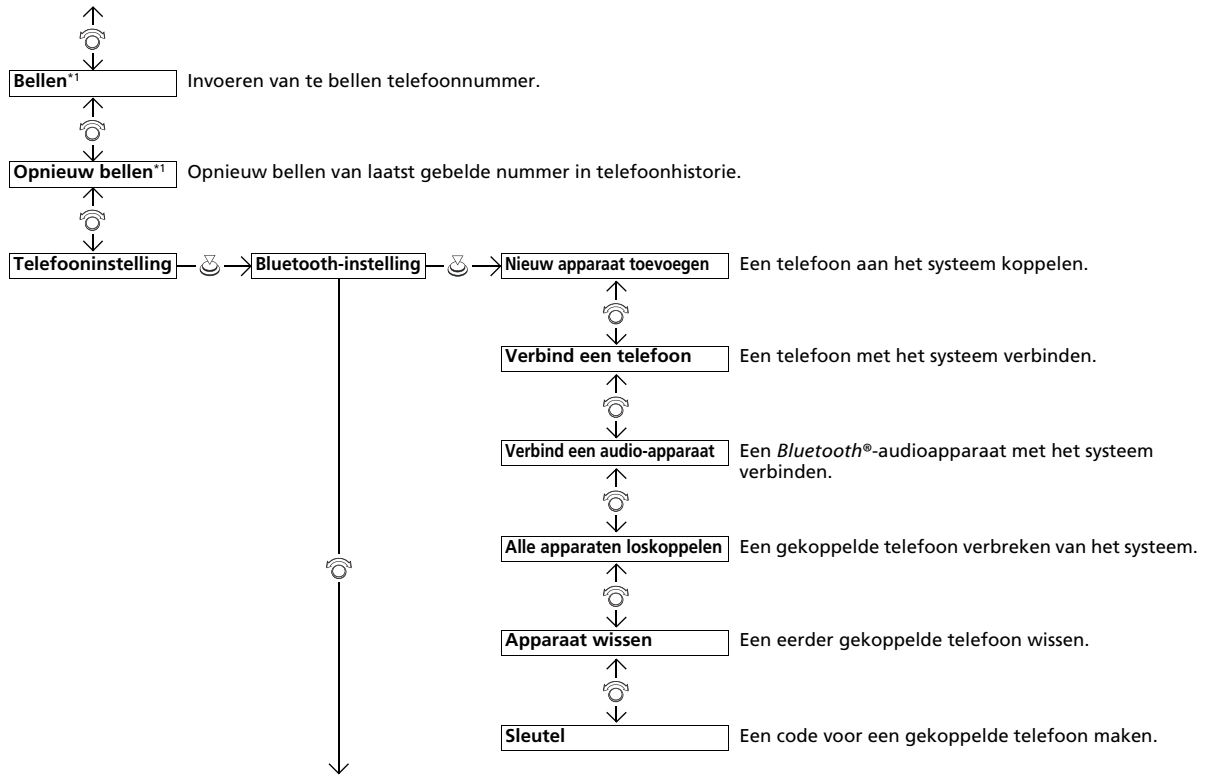 Bellen*1 Invoeren van te bellen telefoonnummer.
Opnieuw bellen*1 Opnieuw bellen van laatst gebelde nummer in telefoonhistorie.
Telefooninstelling Bluetooth-instelling Nieuw apparaat toevoegen Een telefoon aan het systeem koppelen.
Verbind een telefoon Een telefoon met het systeem verbinden.
Verbind een audio-apparaat Een Bluetooth®-audioapparaat met het systeem
verbinden.
Alle apparaten loskoppelen Een gekoppelde telefoon verbreken van het systeem.
Apparaat wissen Een eerder gekoppelde telefoon wissen.
Sleutel Een code voor een gekoppelde telefoon maken.